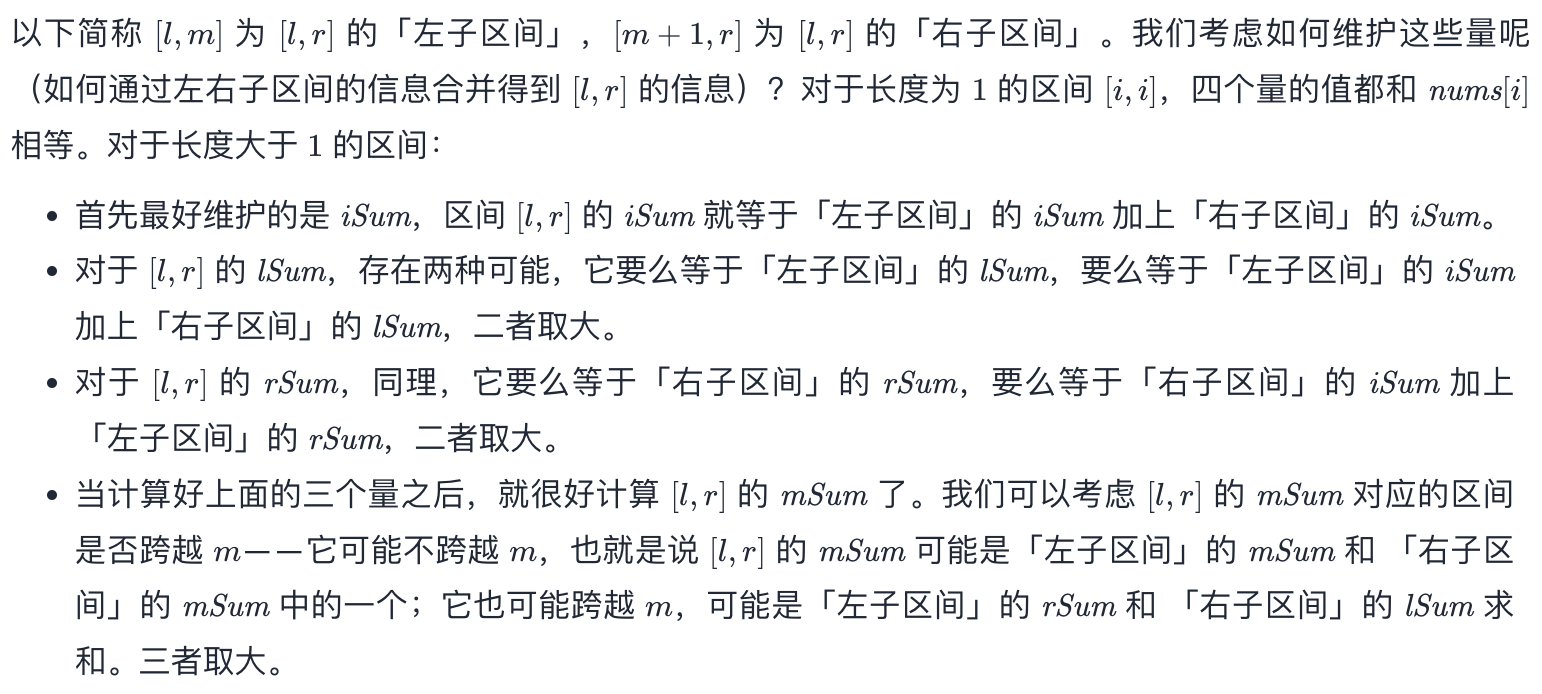 以下简称 [l, m] 为 [l, r] 的「左子区间」，[m + 1, r] 为 [l, r] 的「右子区间」。我们考虑如何维护这些量呢
（如何通过左右子区间的信息合并得到 [l, r] 的信息）？对于长度为 1 的区间 [i, i]，四个量的值都和 nums[i]
相等。对于长度大于 1 的区间：
• 首先最好维护的是 iSum，区间 [l, r] 的 iSum 就等于「左子区间」的 iSum 加上「右子区间」的 iSum。
• 对于 [l, r] 的 lSum，存在两种可能，它要么等于「左子区间」的 lSum，要么等于「左子区间」的 iSum
加上「右子区间」的 lSum，二者取大。
• 对于 [l, r] 的 rSum，同理，它要么等于「右子区间」的 rSum，要么等于「右子区间」的 iSum 加上
「左子区间」的 rSum，二者取大。
• 当计算好上面的三个量之后，就很好计算 [l, r] 的 mSum 了。我们可以考虑 [l, r] 的 mSum 对应的区间
是否跨越 m——它可能不跨越 m，也就是说 [l, r] 的 mSum 可能是「左子区间」的 mSum 和 「右子区
间」的 mSum 中的一个；它也可能跨越 m，可能是「左子区间」的 rSum 和 「右子区间」的 lSum 求
和。三者取大。